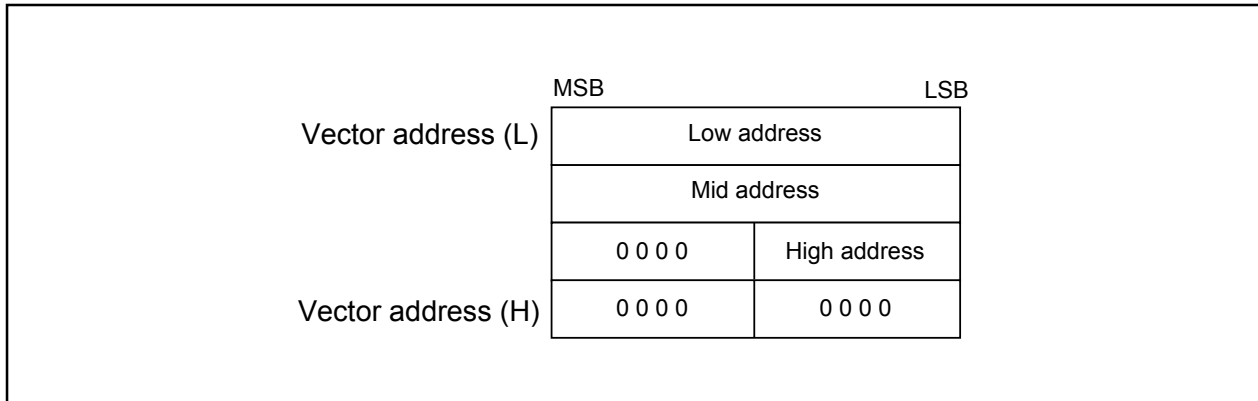 MSB LSB
Vector address (L) Low address
Mid address
0 0 0 0 High address
Vector address (H) 0 0 0 0 0 0 0 0